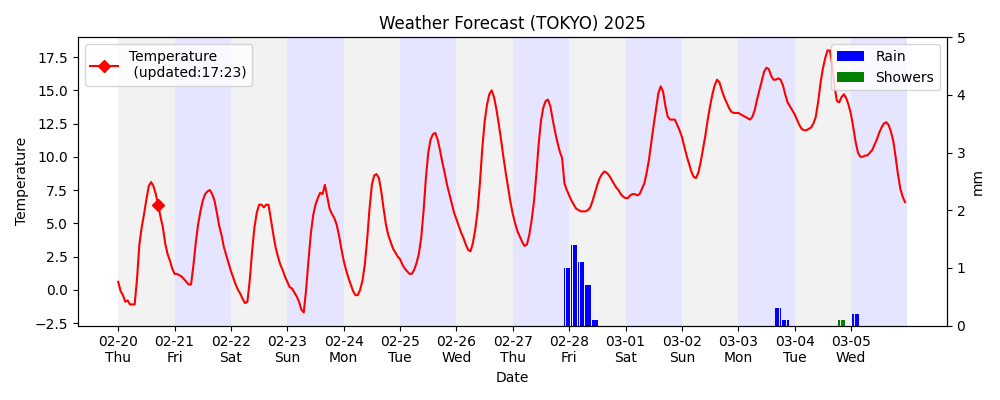 Weather Forecast (TOKYO) 2025
Temperature
(updated:17:23)
Rain
Showers
Temperature
17.5
15.0
12.5
10.0
7.5
5.0
2.5
0.0
−2.5
5
4
3
2
1
0
mm
02-20 02-21 02-22 02-23 02-24 02-25 02-26 02-27 02-28 03-01 03-02 03-03 03-04 03-05
Thu Fri Sat Sun Mon Tue Wed Thu Fri Sat Sun Mon Tue Wed
Date